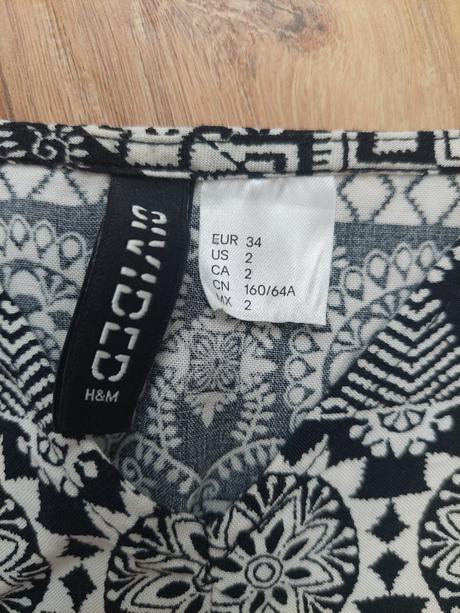 DIVIDED
H&M
EUR 34
US 2
CA 2
CN 160/64A
MX 2